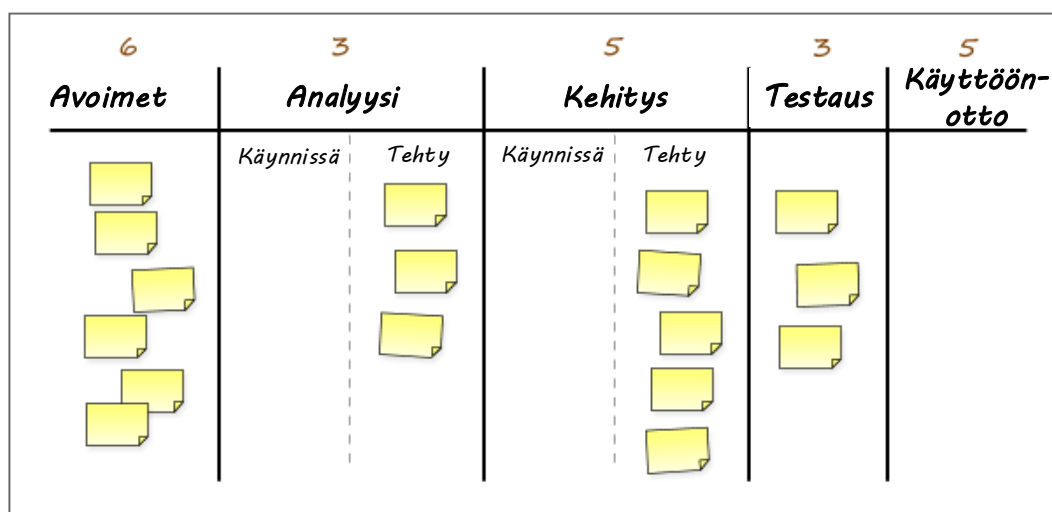 6 3 5 3 5
Avoimet Analyysi Kehitys Testaus Käyttöön-
otto
Käynnissä Tehty Käynnissä Tehty